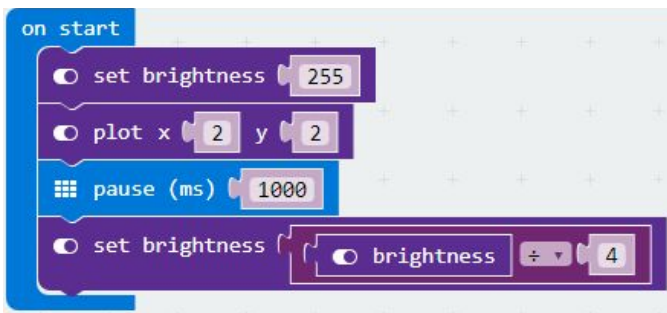 on start
set brightness 255
plot x 2 y 2
pause (ms) 1000
set brightness brightness ÷ 4